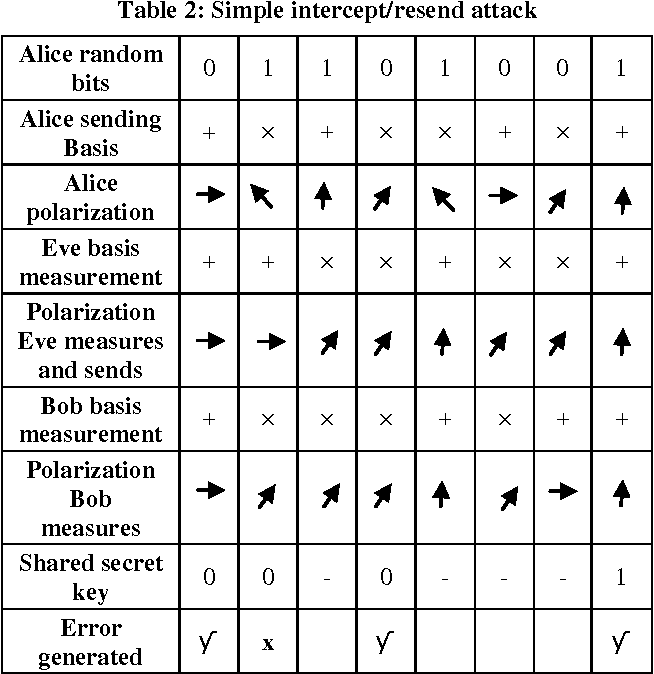 Table 2: Simple intercept/resend attack
Alice random bits 0 1 1 0 1 0 0 1
Alice sending Basis + × + × × + × +
Alice polarization → ↖ ↑ ↗ ↖ → ↗ ↑
Eve basis measurement + + × × + × × +
Polarization Eve measures and sends → → ↗ ↗ ↑ ↗ ↗ ↑
Bob basis measurement + × × × + × + +
Polarization Bob measures → ↗ ↗ ↗ ↑ ↗ → ↑
Shared secret key 0 0 - 0 - - - 1
Error generated x